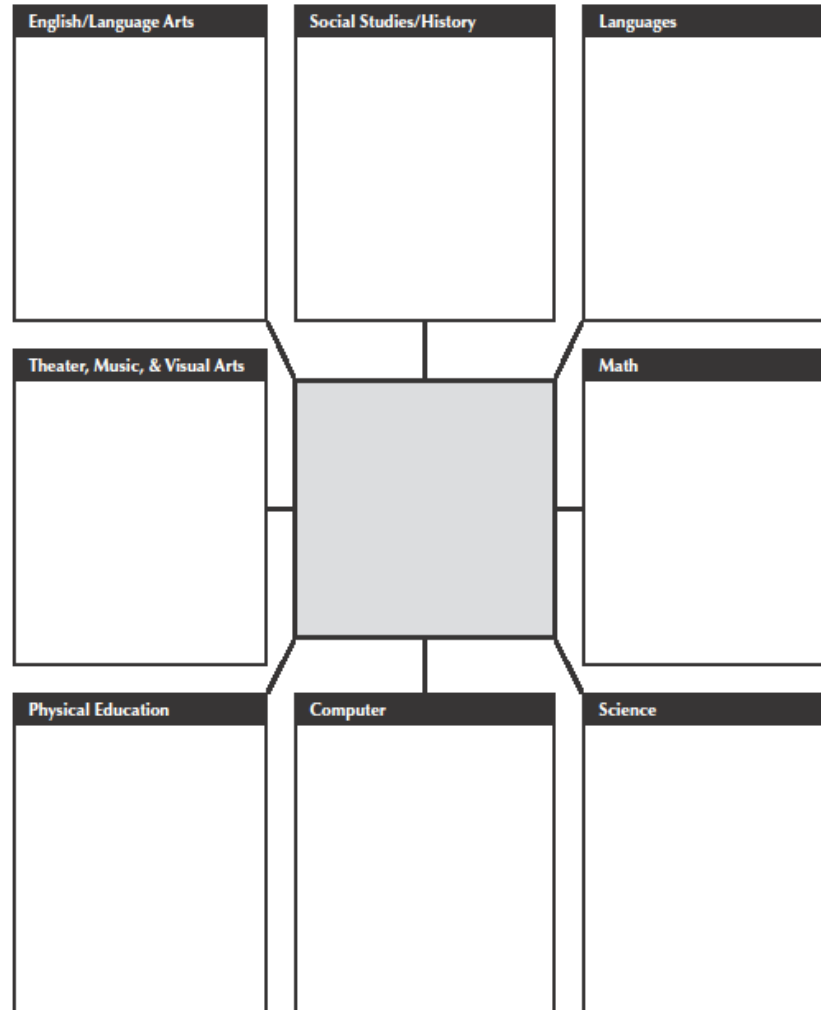 English/Language Arts
Social Studies/History
Languages
Theater, Music, & Visual Arts
Math
Physical Education
Computer
Science